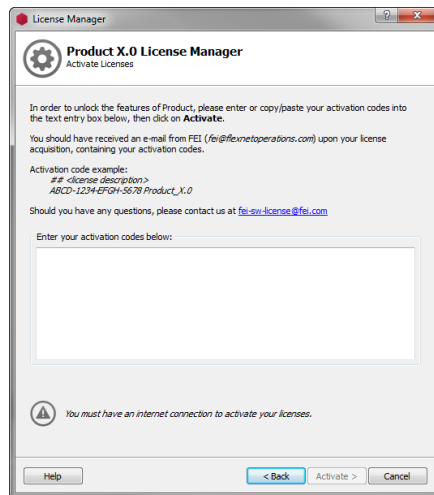 License Manager
Product X.0 License Manager
Activate Licenses
In order to unlock the features of Product, please enter or copy/paste your activation codes into
the text entry box below, then click on Activate.
You should have received an e-mail from FEI (fei@flexnetoperations.com) upon your license
acquisition, containing your activation codes.
Activation code example:
## <license description>
ABCD-1234-EFGH-5678 Product_X.0
Should you have any questions, please contact us at fei-sw-license@fei.com
Enter your activation codes below:
You must have an internet connection to activate your licenses.
Help < Back Activate > Cancel